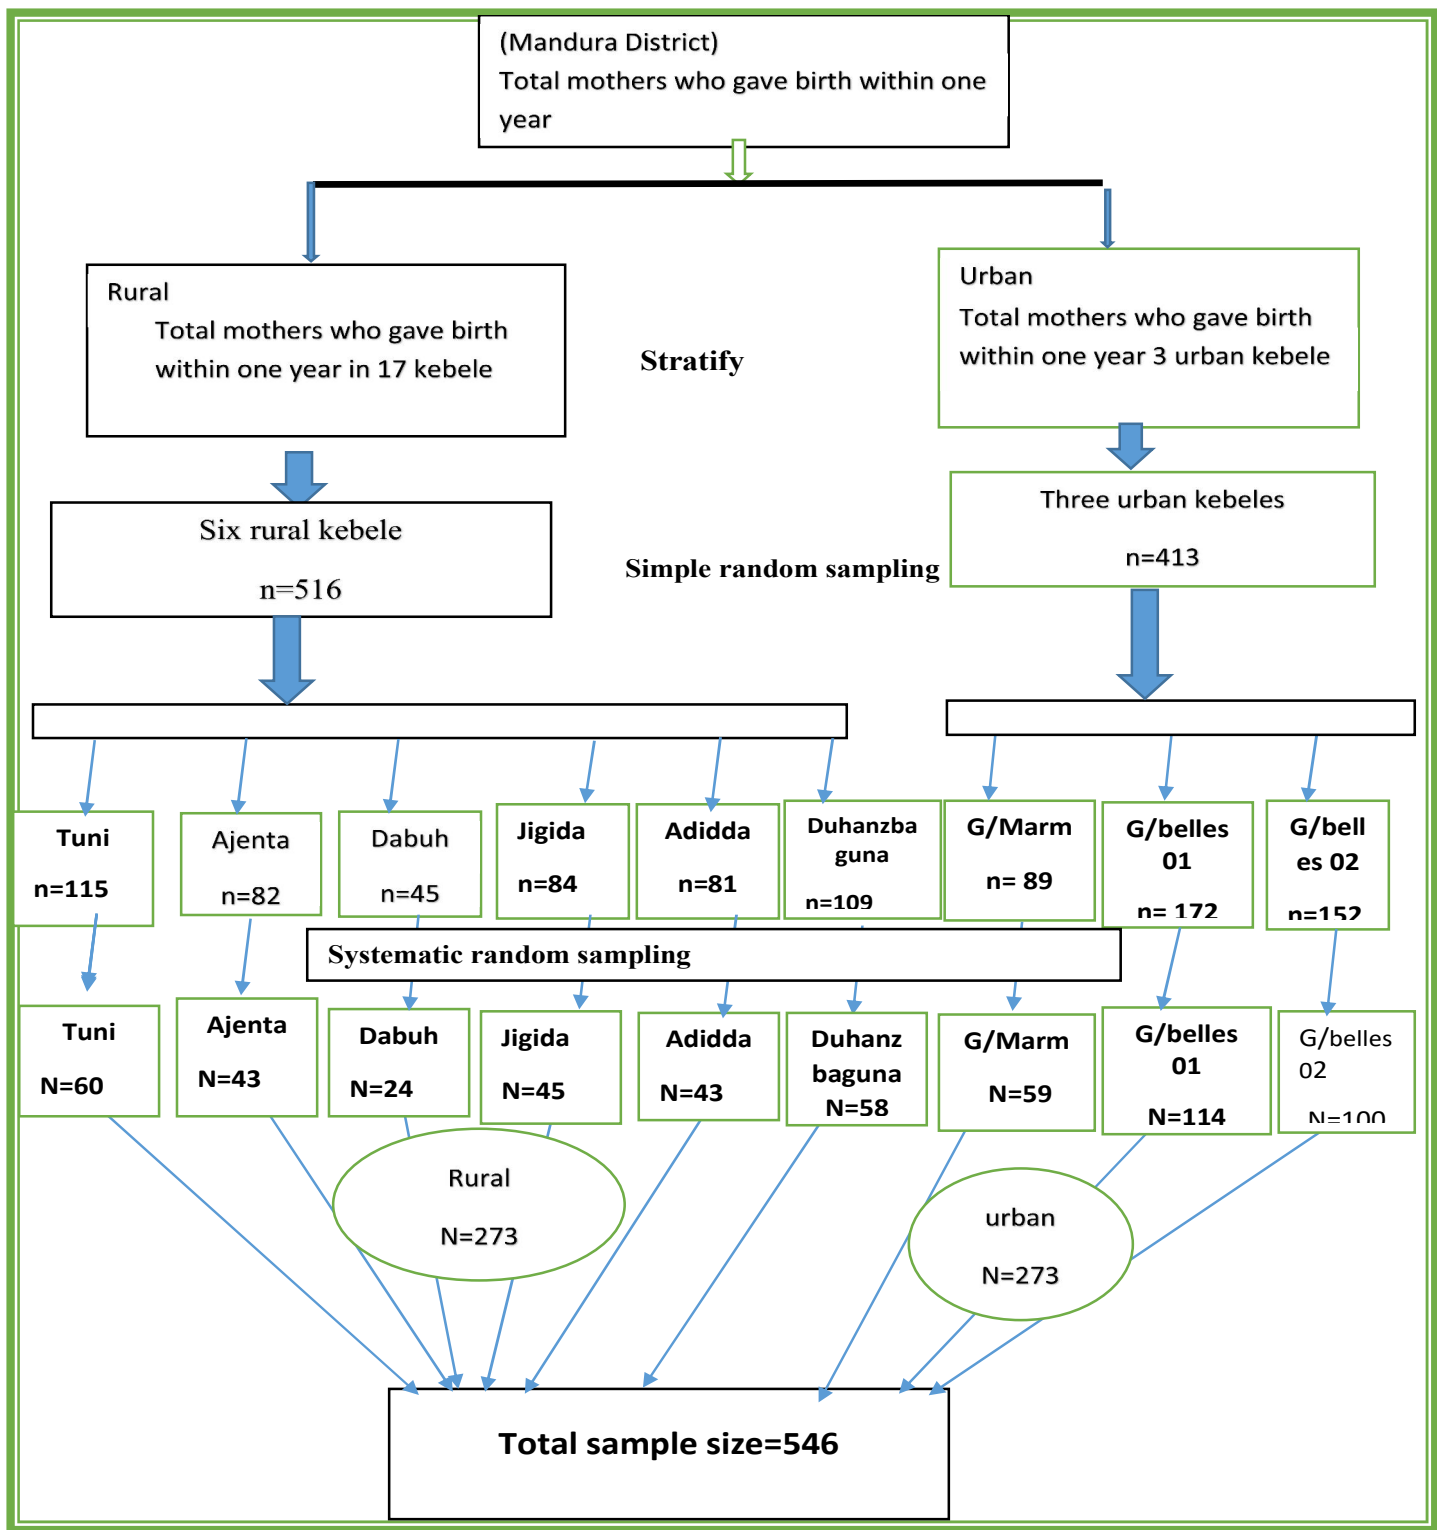 (Mandura District)
Total mothers who gave birth within one
year
Rural
Total mothers who gave birth
within one year in 17 kebele
Stratify
Urban
Total mothers who gave birth
within one year 3 urban kebele
Six rural kebele
n=516
Simple random sampling
Three urban kebeles
n=413
Tuni
n=115
Ajenta
n=82
Dabuh
n=45
Jigida
n=84
Adidda
n=81
Duhanzba
guna
n=109
G/Marm
n= 89
G/belles
01
n= 172
G/bell
es 02
n=152
Systematic random sampling
Tuni
N=60
Ajenta
N=43
Dabuh
N=24
Jigida
N=45
Adidda
N=43
Duhanz
baguna
N=58
G/Marm
N=59
G/belles
01
N=114
G/belles
02
N=100
Rural
N=273
urban
N=273
Total sample size=546